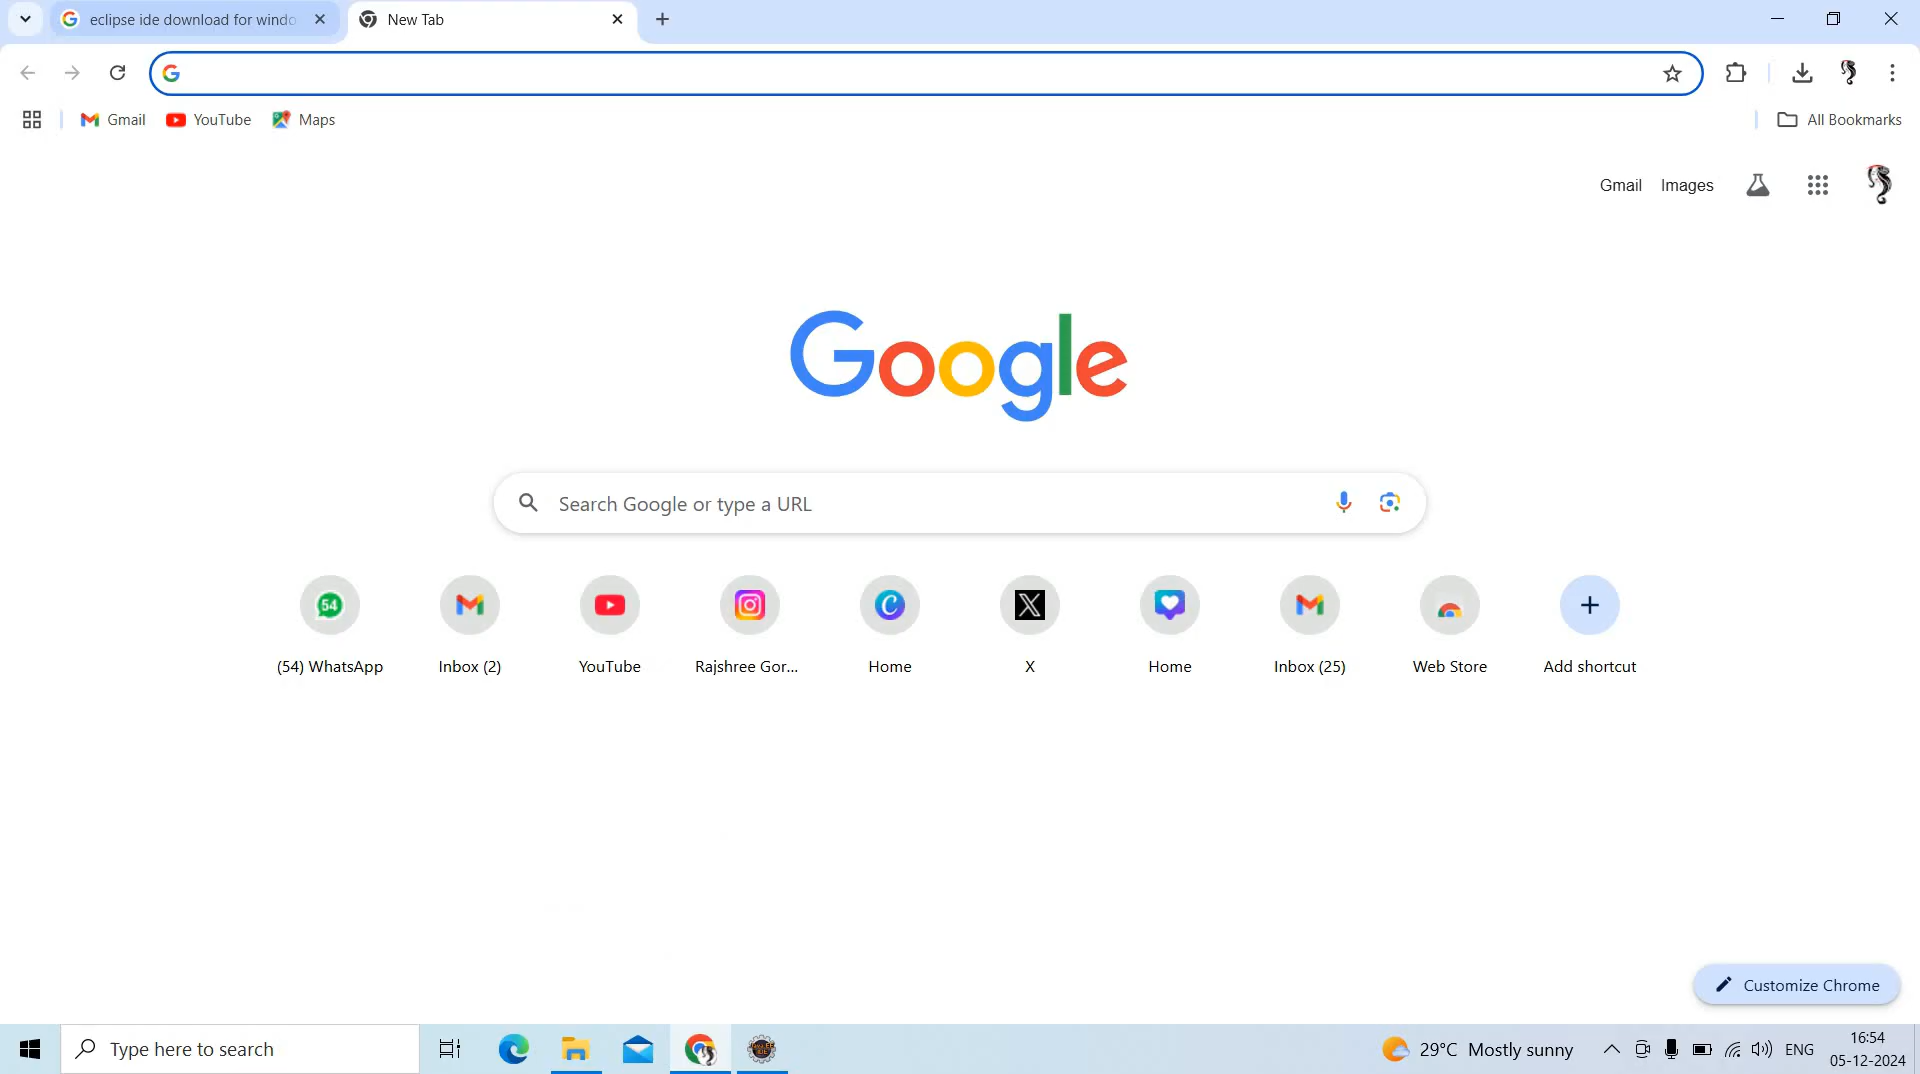 eclipse ide download for windo
New Tab
Gmail
YouTube
Maps
All Bookmarks
Gmail
Images
Google
Search Google or type a URL
54
(54) WhatsApp
Inbox (2)
YouTube
Rajshree Gor...
Home
X
Home
Inbox (25)
Web Store
Add shortcut
Customize Chrome
Type here to search
29°C Mostly sunny
ENG
16:54
05-12-2024